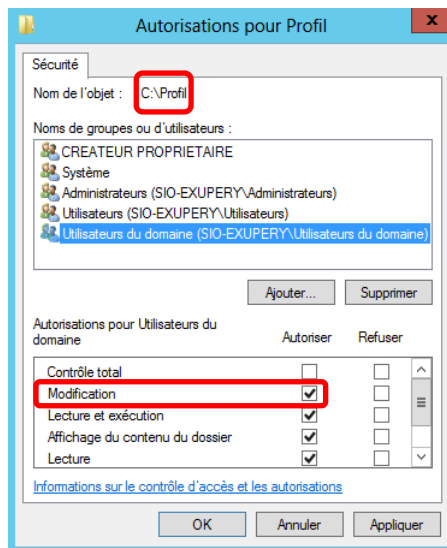 Autorisations pour Profil
x
Sécurité
Nom de l'objet : C:\Profil
Noms de groupes ou d'utilisateurs :
CREATEUR PROPRIETAIRE
Système
Administrateurs (SIO-EXUPERY\Administrateurs)
Utilisateurs (SIO-EXUPERY\Utilisateurs)
Utilisateurs du domaine (SIO-EXUPERY\Utilisateurs du domaine)
Ajouter... Supprimer
Autorisations pour Utilisateurs du
domaine Autoriser Refuser
Contrôle total
Modification
Lecture et exécution
Affichage du contenu du dossier
Lecture
Informations sur le contrôle d'accès et les autorisations
OK Annuler Appliquer